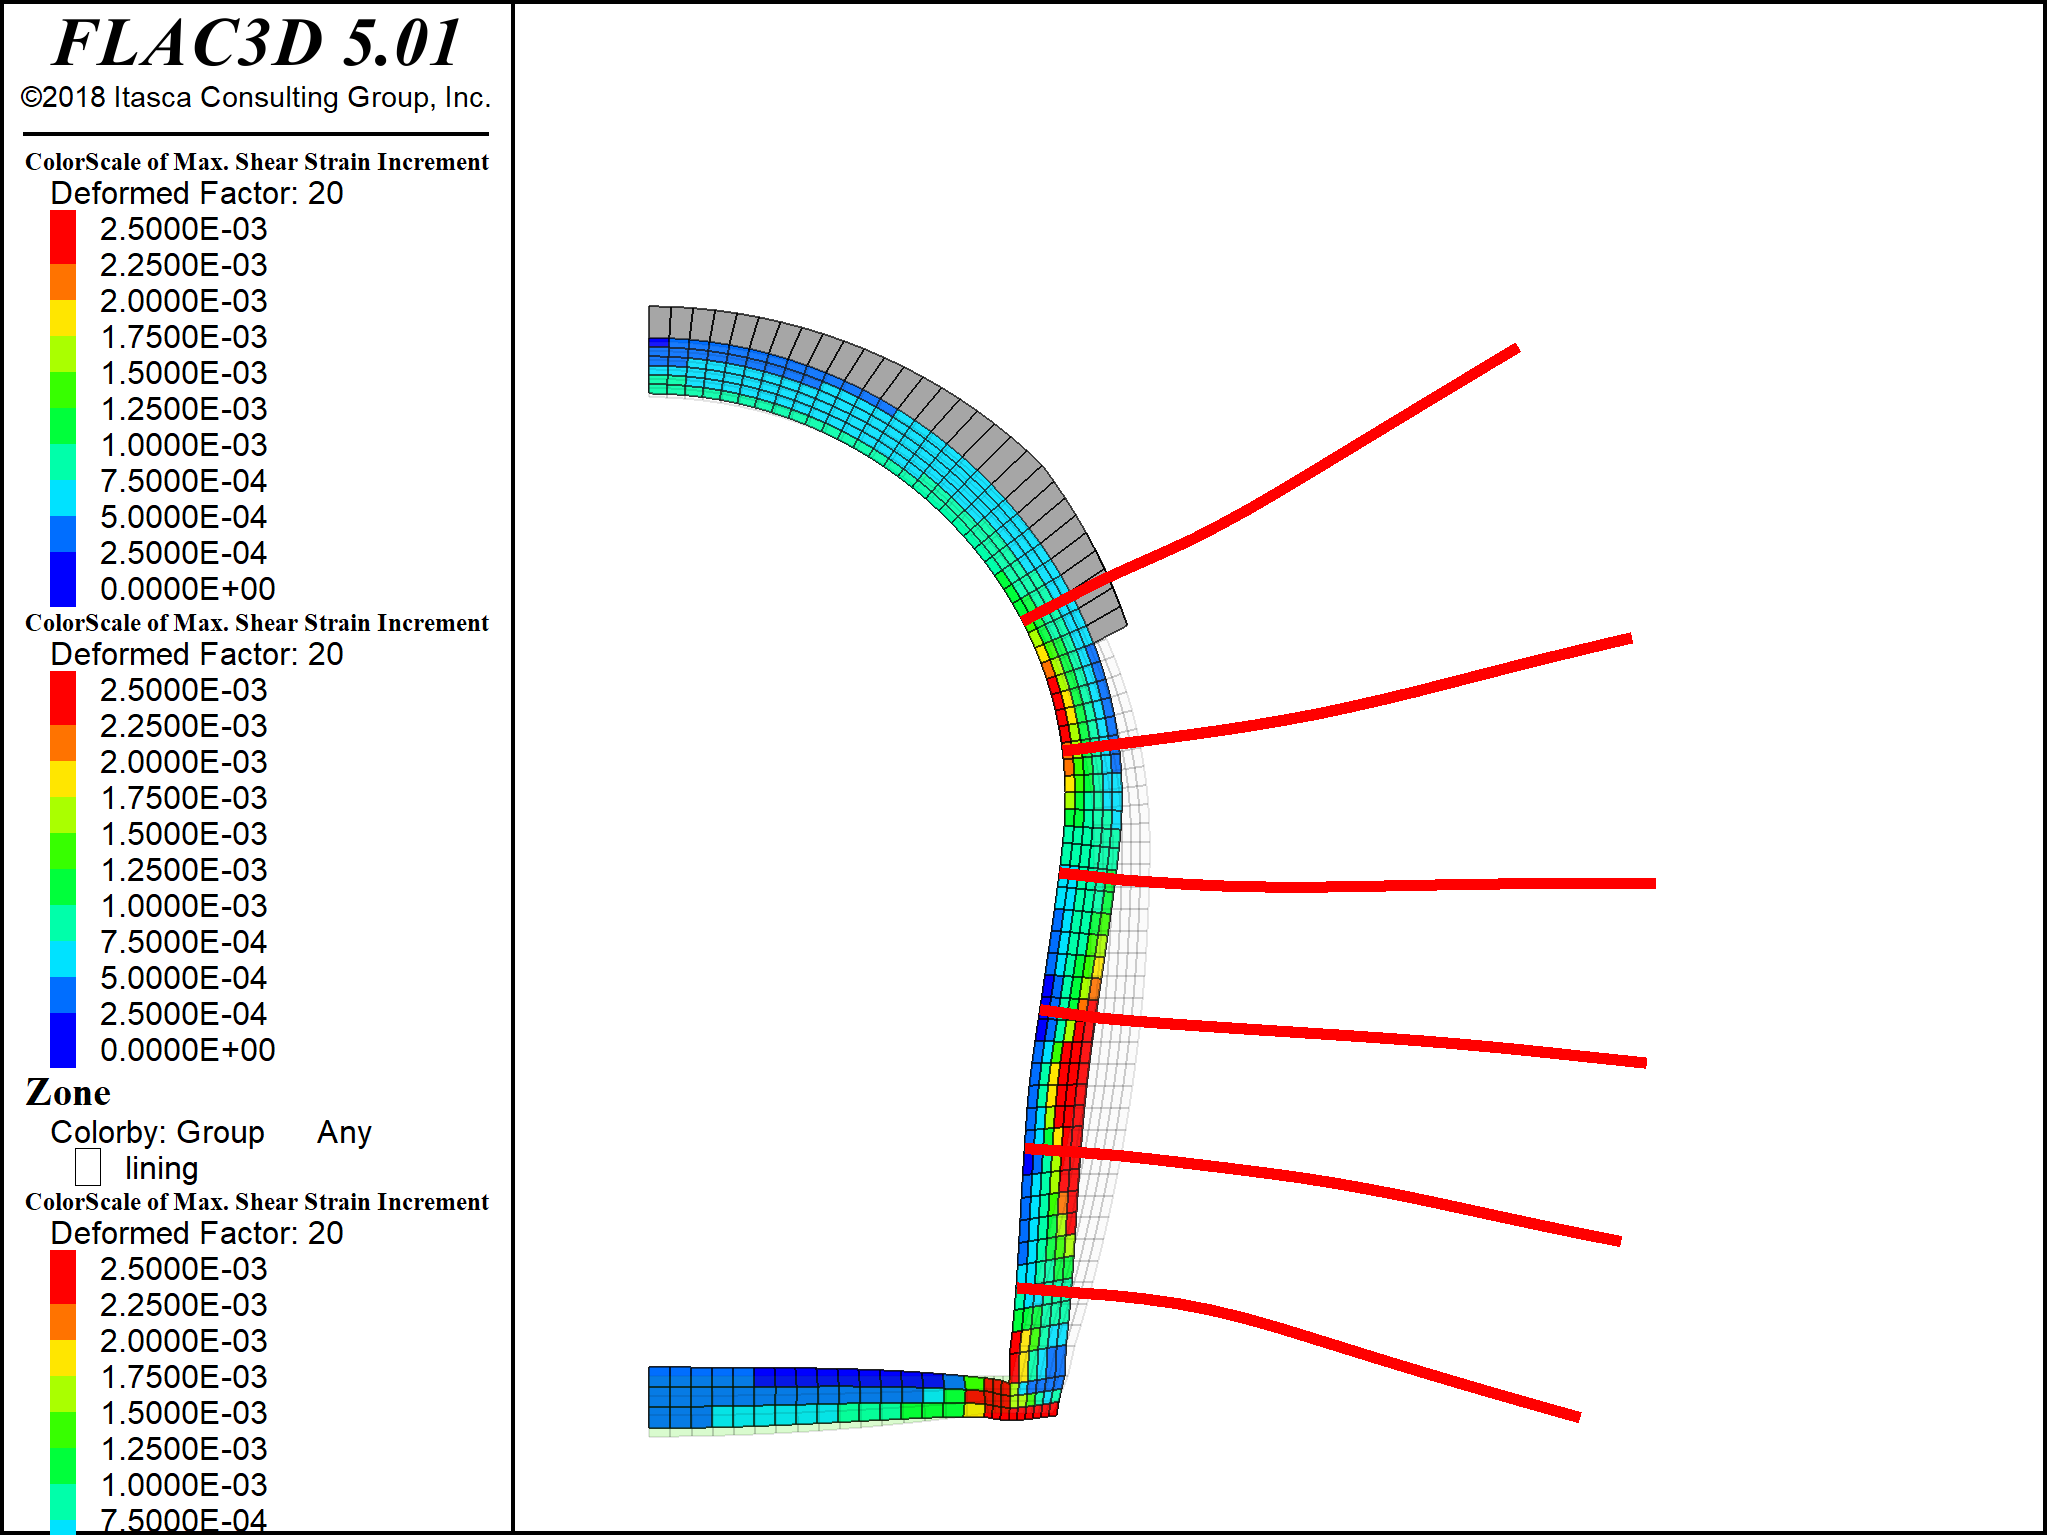 FLAC3D 5.01
©2018 Itasca Consulting Group, Inc.
ColorScale of Max. Shear Strain Increment
Deformed Factor: 20
2.5000E-03
2.2500E-03
2.0000E-03
1.7500E-03
1.5000E-03
1.2500E-03
1.0000E-03
7.5000E-04
5.0000E-04
2.5000E-04
0.0000E+00
ColorScale of Max. Shear Strain Increment
Deformed Factor: 20
2.5000E-03
2.2500E-03
2.0000E-03
1.7500E-03
1.5000E-03
1.2500E-03
1.0000E-03
7.5000E-04
5.0000E-04
2.5000E-04
0.0000E+00
Zone
Colorby: Group Any
lining
ColorScale of Max. Shear Strain Increment
Deformed Factor: 20
2.5000E-03
2.2500E-03
2.0000E-03
1.7500E-03
1.5000E-03
1.2500E-03
1.0000E-03
7.5000E-04